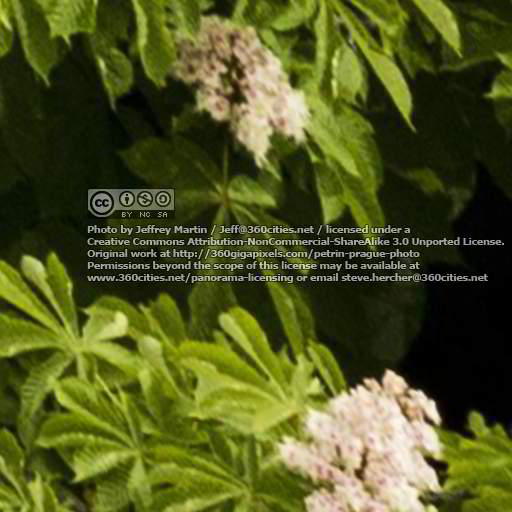 cc BY NC SA
Photo by Jeffrey Martin / Jeff@360cities.net / licensed under a
Creative Commons Attribution-NonCommercial-ShareAlike 3.0 Unported License.
Original work at http://360gigapixels.com/petrin-prague-photo
Permissions beyond the scope of this license may be available at
www.360cities.net/panorama-licensing or email steve.hercher@360cities.net